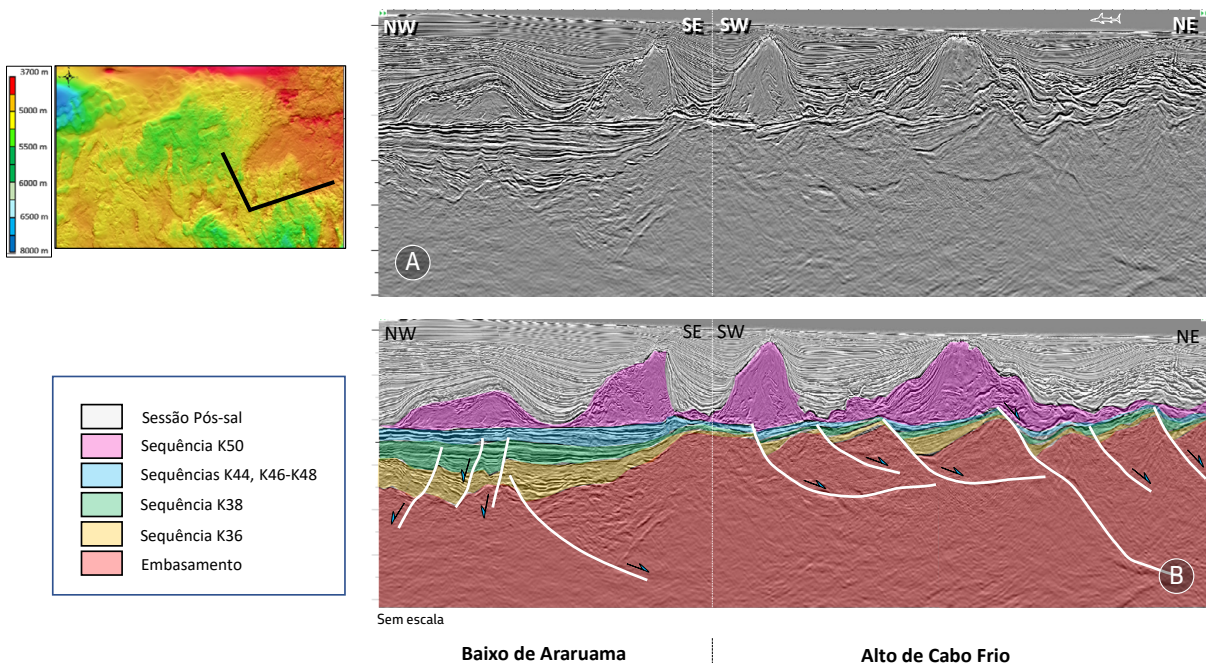 NW
SE
SW
NE
3700 m
5000 m
5500 m
6000 m
6500 m
8000 m
A
NW
SE
SW
NE
Sessão Pós-sal
Sequência K50
Sequências K44, K46-K48
Sequência K38
Sequência K36
Embasamento
B
Sem escala
Baixo de Araruama
Alto de Cabo Frio